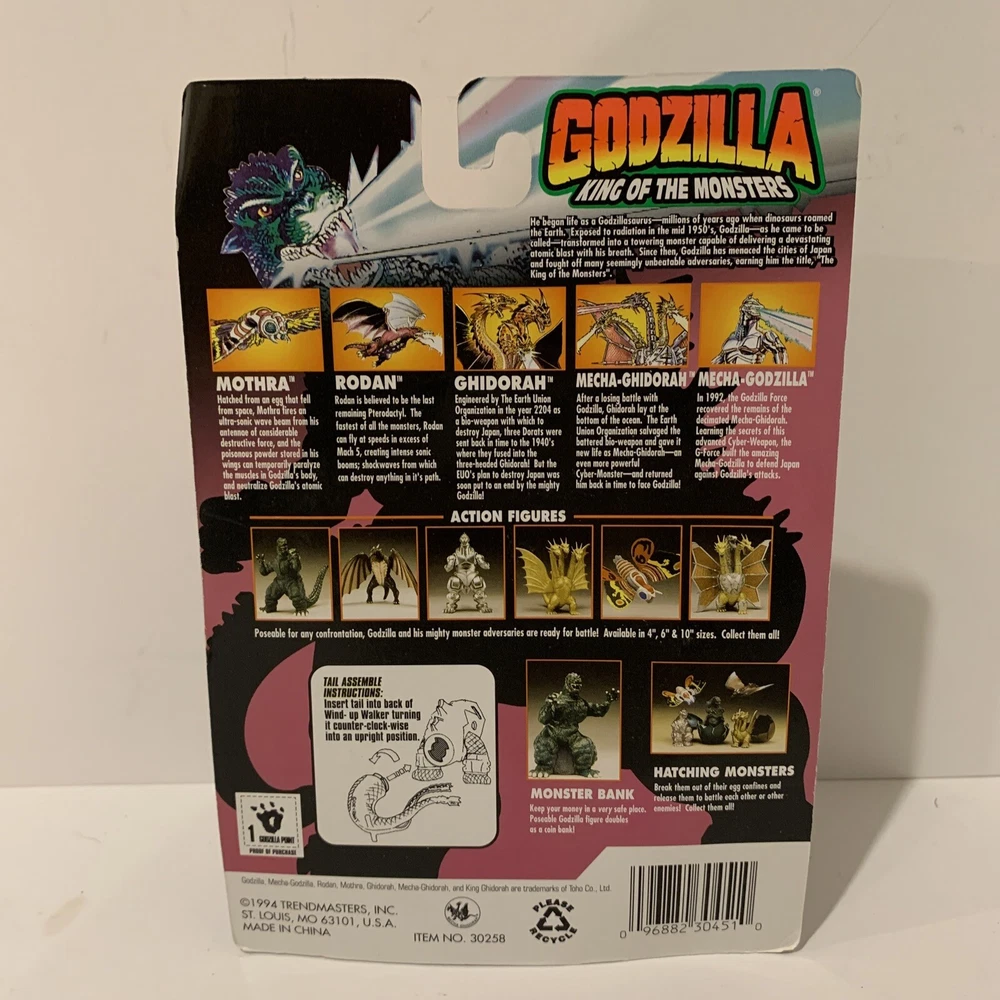 GODZILLA®
KING OF THE MONSTERS
He began life as a Godzillasaurus—millions of years ago when dinosaurs roamed
the Earth. Exposed to radiation in the mid 1950's, Godzilla—as he came to be
called—transformed into a towering monster capable of delivering a devastating
atomic blast with his breath. Since then, Godzilla has menaced the cities of Japan
and fought off many seemingly unbeatable adversaries, earning him the title, "The
King of the Monsters".
MOTHRA™
Hatched from an egg that fell
from space, Mothra fires an
ultra-sonic wave beam from his
antennae of considerable
destructive force, and the
poisonous powder stored in his
wings can temporarily paralyze
the muscles in Godzilla's body,
and neutralize Godzilla's atomic
blast.
RODAN™
Rodan is believed to be the last
remaining Pterodactyl. The
fastest of all the monsters, Rodan
can fly at speeds in excess of
Mach 5, creating intense sonic
booms; shockwaves from which
can destroy anything in it's path.
GHIDORAH™
Engineered by The Earth Union
Organization in the year 2204 as
a bio-weapon with which to
destroy Japan, three Dorats were
sent back in time to the 1940's
where they fused into the
three-headed Ghidorah! But the
EUO's plan to destroy Japan was
soon put to an end by the mighty
Godzilla!
MECHA-GHIDORAH™
After a losing battle with
Godzilla, Ghidorah lay at the
bottom of the ocean. The Earth
Union Organization salvaged the
battered bio-weapon and gave it
new life as Mecha-Ghidorah—an
even more powerful
Cyber-Monster—and returned
him back in time to face Godzilla!
MECHA-GODZILLA™
In 1992, the Godzilla Force
recovered the remains of the
decimated Mecha-Ghidorah.
Learning the secrets of this
advanced Cyber-Weapon, the
G-Force built the amazing
Mecha-Godzilla to defend Japan
against Godzilla's attacks.
ACTION FIGURES
Poseable for any confrontation, Godzilla and his mighty monster adversaries are ready for battle! Available in 4", 6" & 10" sizes. Collect them all!
TAIL ASSEMBLE
INSTRUCTIONS:
Insert tail into back of
Wind- up Walker turning
it counter-clock-wise
into an upright position.
MONSTER BANK
Keep your money in a very safe place.
Poseable Godzilla figure doubles
as a coin bank!
HATCHING MONSTERS
Break them out of their egg confines and
release them to battle each other or other
enemies! Collect them all!
1 GODZILLA POINT
PROOF OF PURCHASE
Godzilla, Mecha-Godzilla, Rodan, Mothra, Ghidorah, Mecha-Ghidorah, and King Ghidorah are trademarks of Toho Co., Ltd.
©1994 TRENDMASTERS, INC.
ST. LOUIS, MO 63101, U.S.A.
MADE IN CHINA
ITEM NO. 30258
PLEASE
RECYCLE
0 96882 30451 0